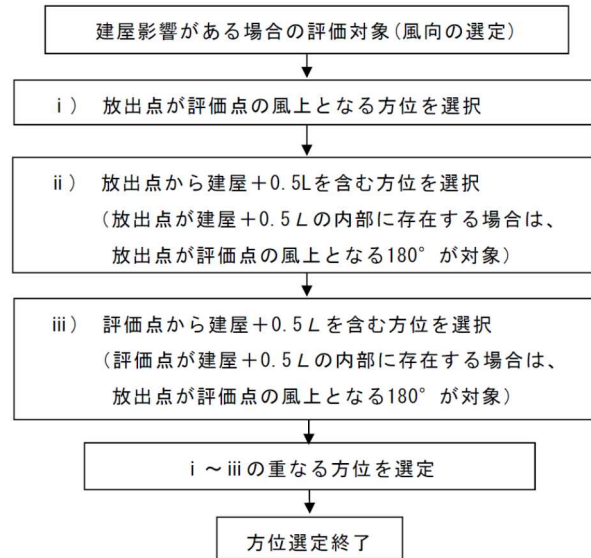 建屋影響がある場合の評価対象(風向の選定)
ⅰ） 放出点が評価点の風上となる方位を選択
ⅱ） 放出点から建屋＋0.5Lを含む方位を選択
（放出点が建屋＋0.5Lの内部に存在する場合は、
放出点が評価点の風上となる180°が対象）
ⅲ） 評価点から建屋＋0.5Lを含む方位を選択
（評価点が建屋＋0.5Lの内部に存在する場合は、
放出点が評価点の風上となる180°が対象）
ⅰ～ⅲの重なる方位を選定
方位選定終了